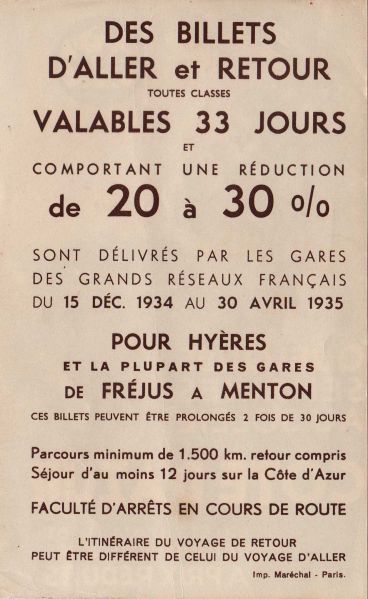 DES BILLETS
D'ALLER et RETOUR
TOUTES CLASSES
VALABLES 33 JOURS
ET
COMPORTANT UNE RÉDUCTION
de 20 à 30 %
SONT DÉLIVRÉS PAR LES GARES
DES GRANDS RÉSEAUX FRANÇAIS
DU 15 DÉC. 1934 AU 30 AVRIL 1935
POUR HYÈRES
ET LA PLUPART DES GARES
DE FRÉJUS A MENTON
CES BILLETS PEUVENT ÊTRE PROLONGÉS 2 FOIS DE 30 JOURS
Parcours minimum de 1.500 km. retour compris
Séjour d'au moins 12 jours sur la Côte d'Azur
FACULTÉ D'ARRÊTS EN COURS DE ROUTE
L'ITINÉRAIRE DU VOYAGE DE RETOUR
PEUT ÊTRE DIFFÉRENT DE CELUI DU VOYAGE D'ALLER
Imp. Maréchal - Paris.